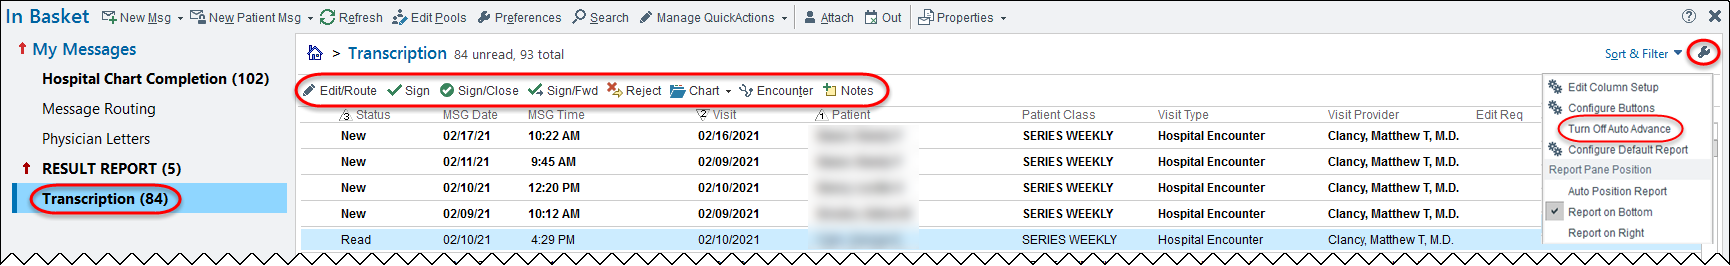 In Basket New Msg New Patient Msg Refresh Edit Pools Preferences Search Manage QuickActions Attach Out Properties
My Messages
Hospital Chart Completion (102)
Message Routing
Physician Letters
RESULT REPORT (5)
Transcription (84)
> Transcription 84 unread, 93 total Sort & Filter
Edit/Route Sign Sign/Close Sign/Fwd Reject Chart Encounter Notes
3 Status MSG Date MSG Time 2 Visit 1 Patient Patient Class Visit Type Visit Provider Edit Req
New 02/17/21 10:22 AM 02/16/2021 SERIES WEEKLY Hospital Encounter Clancy, Matthew T, M.D.
New 02/11/21 9:45 AM 02/09/2021 SERIES WEEKLY Hospital Encounter Clancy, Matthew T, M.D.
New 02/10/21 12:20 PM 02/10/2021 SERIES WEEKLY Hospital Encounter Clancy, Matthew T, M.D.
New 02/09/21 10:12 AM 02/09/2021 SERIES WEEKLY Hospital Encounter Clancy, Matthew T, M.D.
Read 02/10/21 4:29 PM 02/10/2021 SERIES WEEKLY Hospital Encounter Clancy, Matthew T, M.D.
Edit Column Setup
Configure Buttons
Turn Off Auto Advance
Configure Default Report
Report Pane Position
Auto Position Report
Report on Bottom
Report on Right